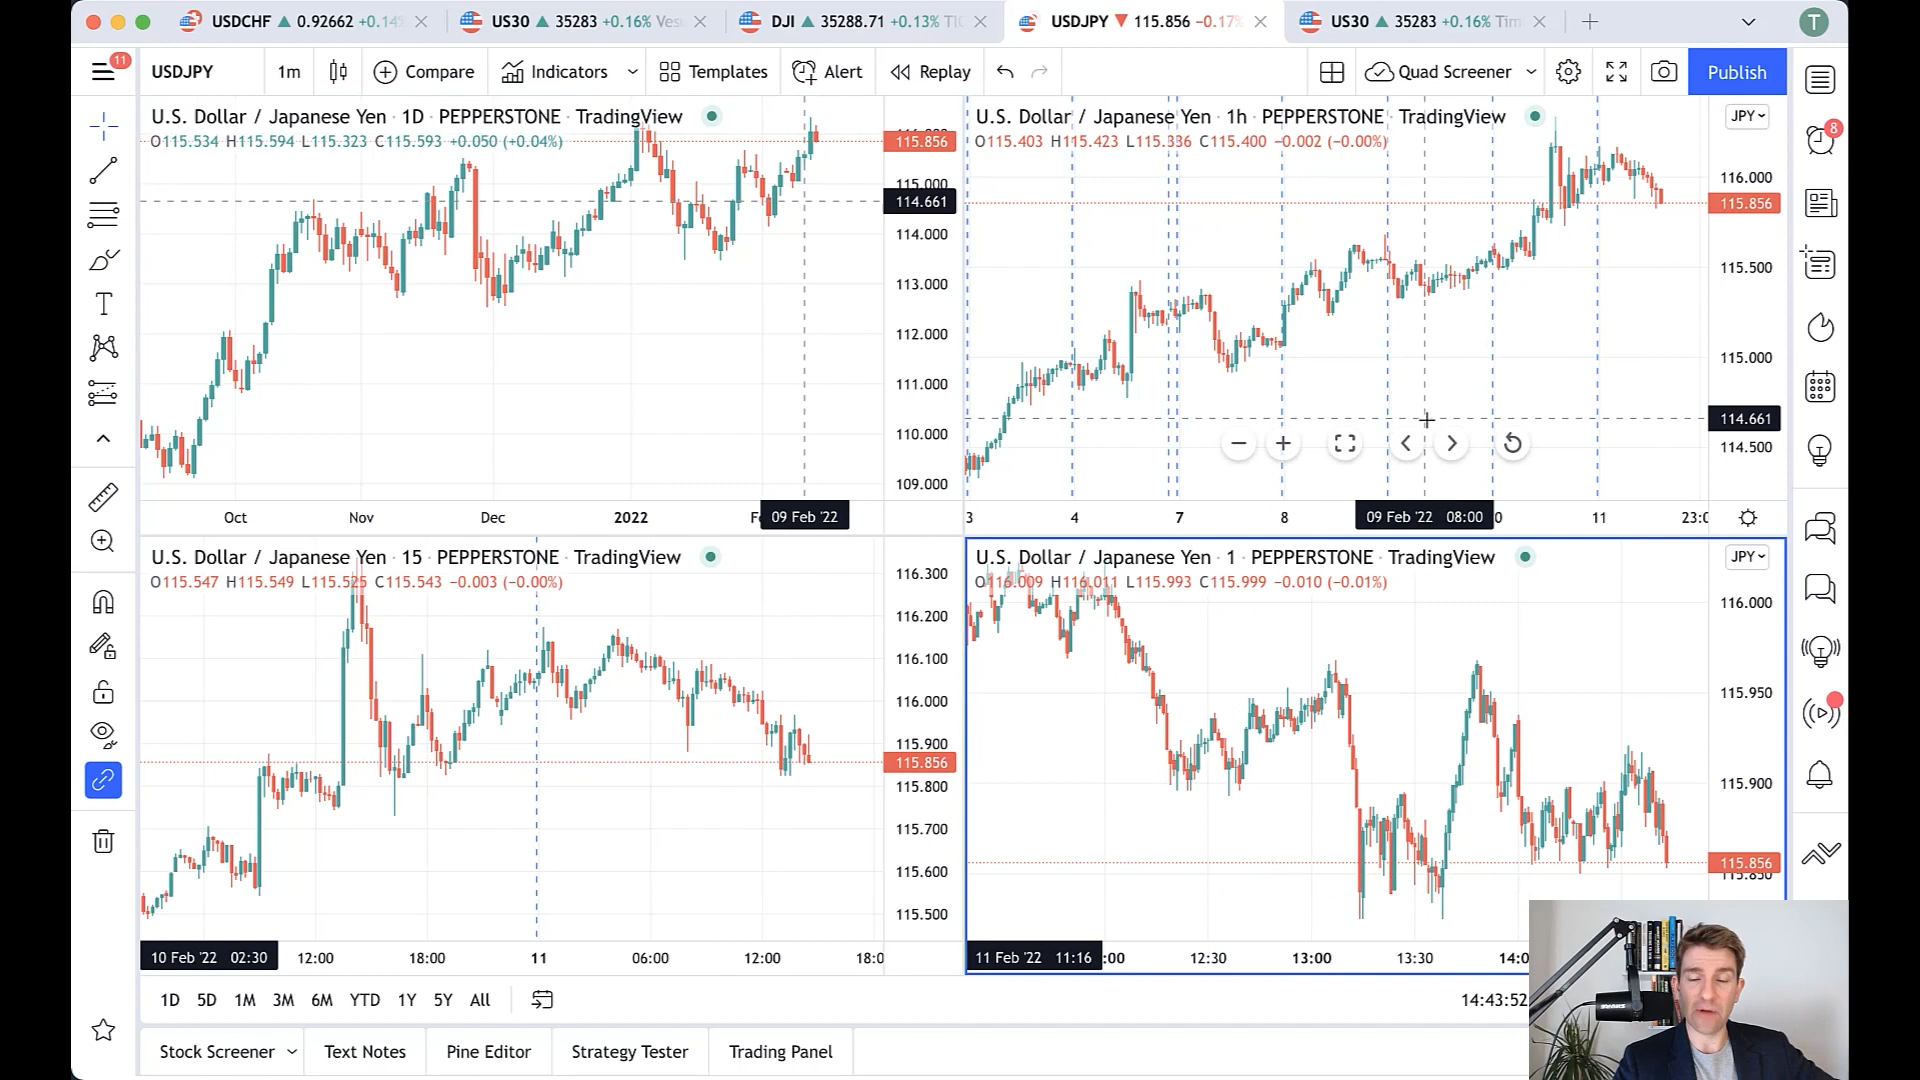 USDCHF ▲ 0.92662 +0.14%
US30 ▲ 35283 +0.16%
DJI ▲ 35288.71 +0.13%
USDJPY ▼ 115.856 −0.17%
US30 ▲ 35283 +0.16%
T
11
USDJPY
1m
Compare
Indicators
Templates
Alert
Replay
Quad Screener
Publish
8
U.S. Dollar / Japanese Yen · 1D · PEPPERSTONE · TradingView
O115.534 H115.594 L115.323 C115.593 +0.050 (+0.04%)
115.856
115.000
114.661
114.000
113.000
112.000
111.000
110.000
109.000
Oct
Nov
Dec
2022
09 Feb '22
U.S. Dollar / Japanese Yen · 1h · PEPPERSTONE · TradingView
O115.403 H115.423 L115.336 C115.400 −0.002 (−0.00%)
JPY
116.000
115.856
115.500
115.000
114.661
114.500
3
4
7
8
09 Feb '22 08:00
11
U.S. Dollar / Japanese Yen · 15 · PEPPERSTONE · TradingView
O115.547 H115.549 L115.525 C115.543 −0.003 (−0.00%)
116.300
116.200
116.100
116.000
115.900
115.856
115.800
115.700
115.600
115.500
10 Feb '22 02:30
12:00
18:00
11
06:00
12:00
U.S. Dollar / Japanese Yen · 1 · PEPPERSTONE · TradingView
O116.009 H116.011 L115.993 C115.999 −0.010 (−0.01%)
JPY
116.000
115.950
115.900
115.856
115.850
11 Feb '22 11:16
:00
12:30
13:00
13:30
1D 5D 1M 3M 6M YTD 1Y 5Y All
14:43:52
Stock Screener
Text Notes
Pine Editor
Strategy Tester
Trading Panel